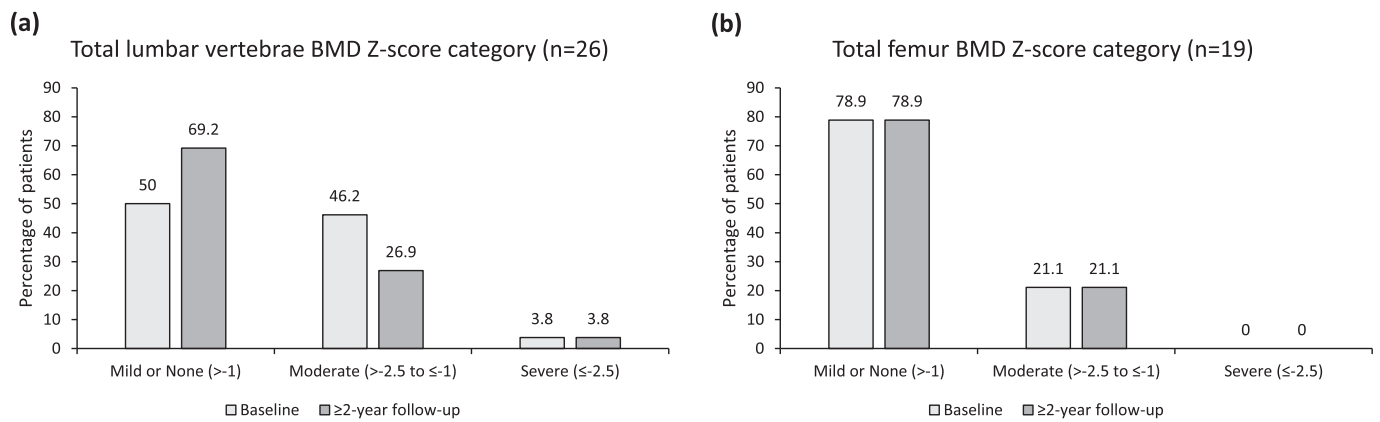 (a)
Total lumbar vertebrae BMD Z-score category (n=26)
Percentage of patients
90
80
70
60
50
40
30
20
10
0
50
69.2
46.2
26.9
3.8
3.8
Mild or None (>-1)
Moderate (>-2.5 to ≤-1)
Severe (≤-2.5)
Baseline
≥2-year follow-up
(b)
Total femur BMD Z-score category (n=19)
Percentage of patients
90
80
70
60
50
40
30
20
10
0
78.9
78.9
21.1
21.1
0
0
Mild or None (>-1)
Moderate (>-2.5 to ≤-1)
Severe (≤-2.5)
Baseline
≥2-year follow-up